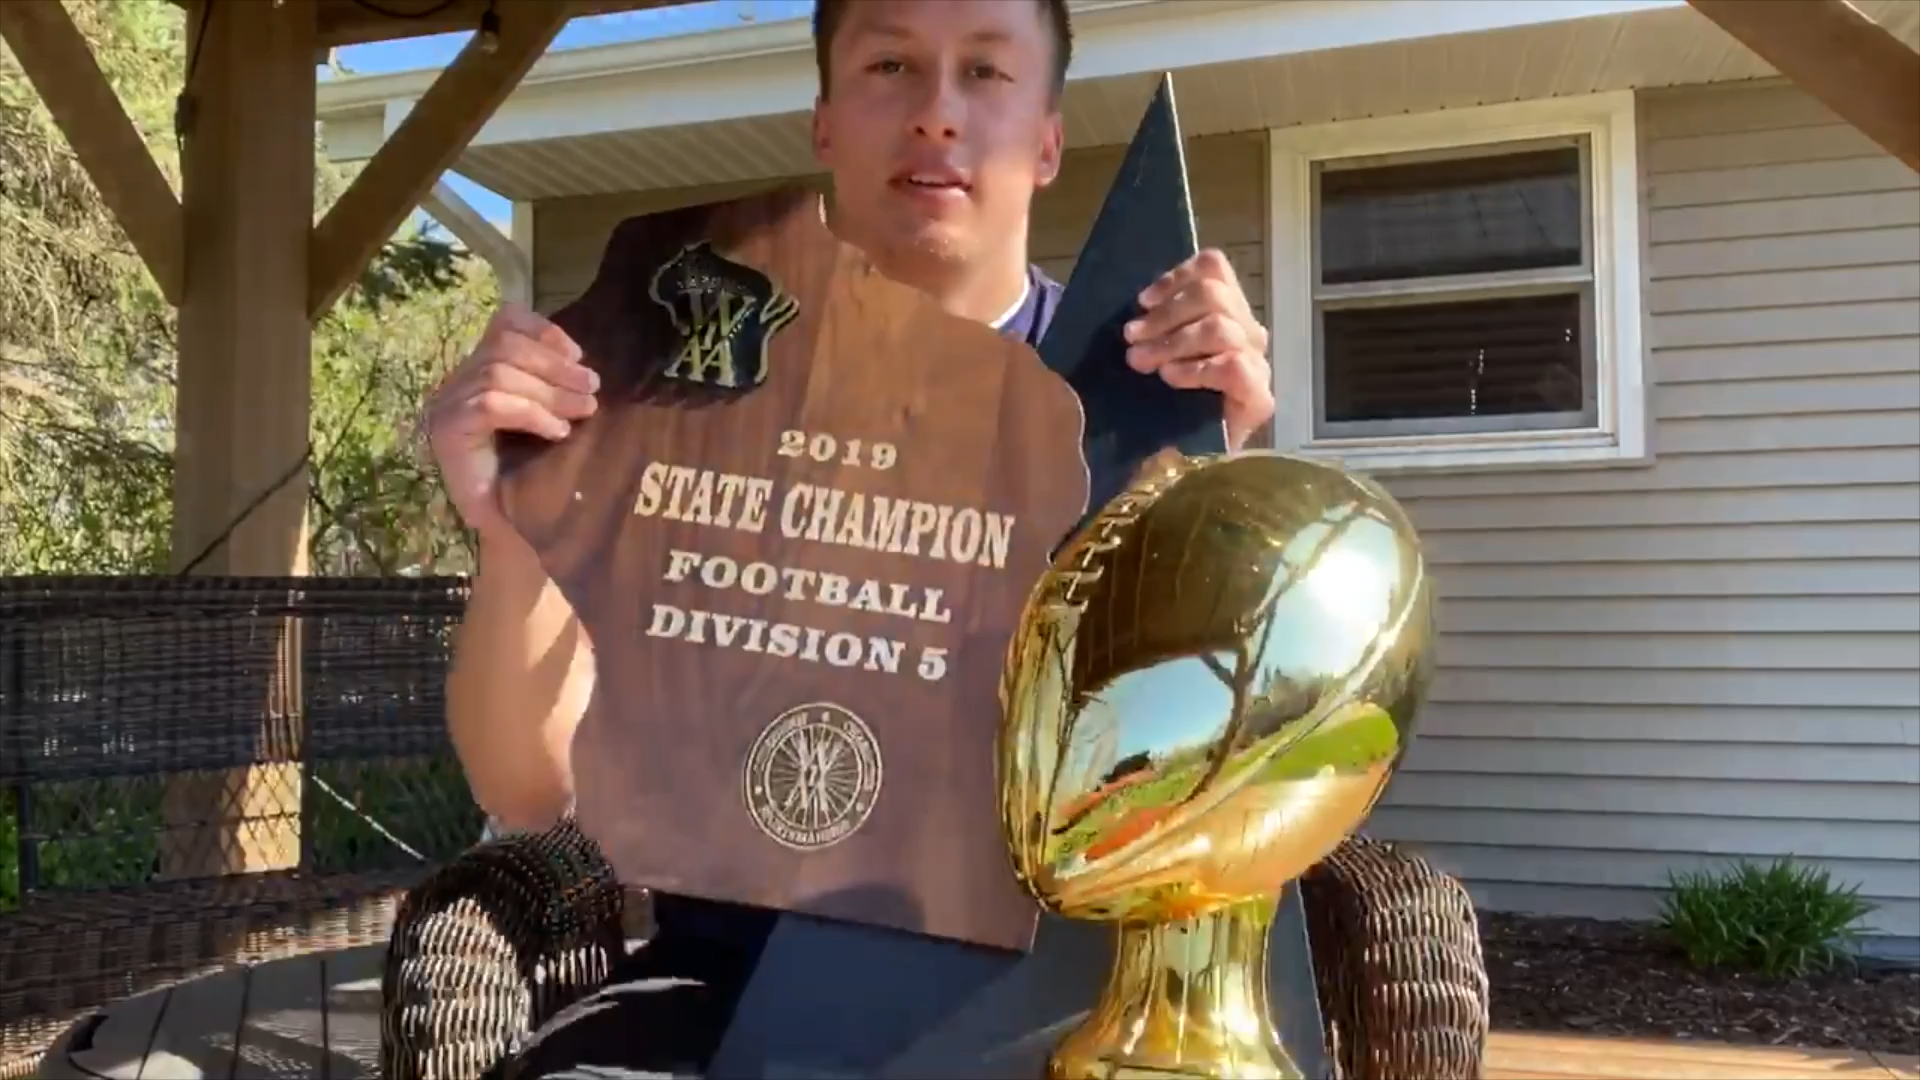 WIAA
2019
STATE CHAMPION
FOOTBALL
DIVISION 5